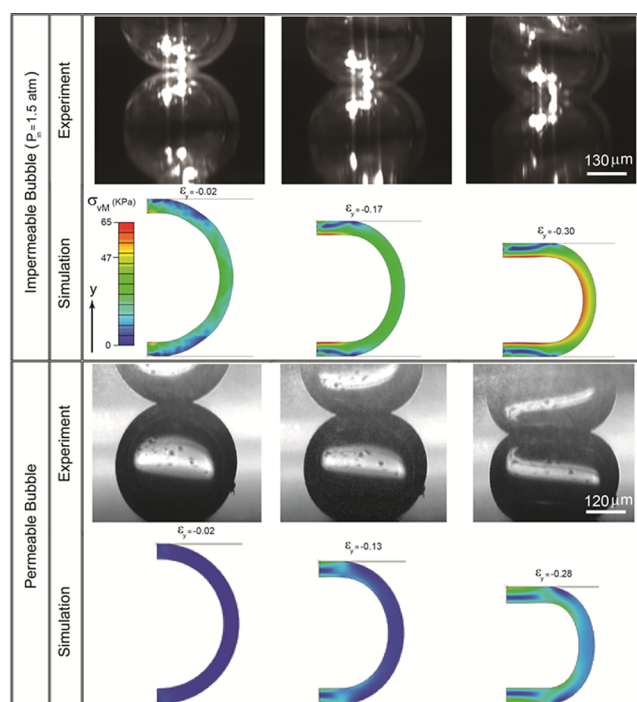 Impermeable Bubble (Pin = 1.5 atm)
Experiment
130 μm
Simulation
σvM (KPa)
65
47
0
y
εy =-0.02
εy =-0.17
εy =-0.30
Permeable Bubble
Experiment
120 μm
Simulation
εy =-0.02
εy =-0.13
εy =-0.28